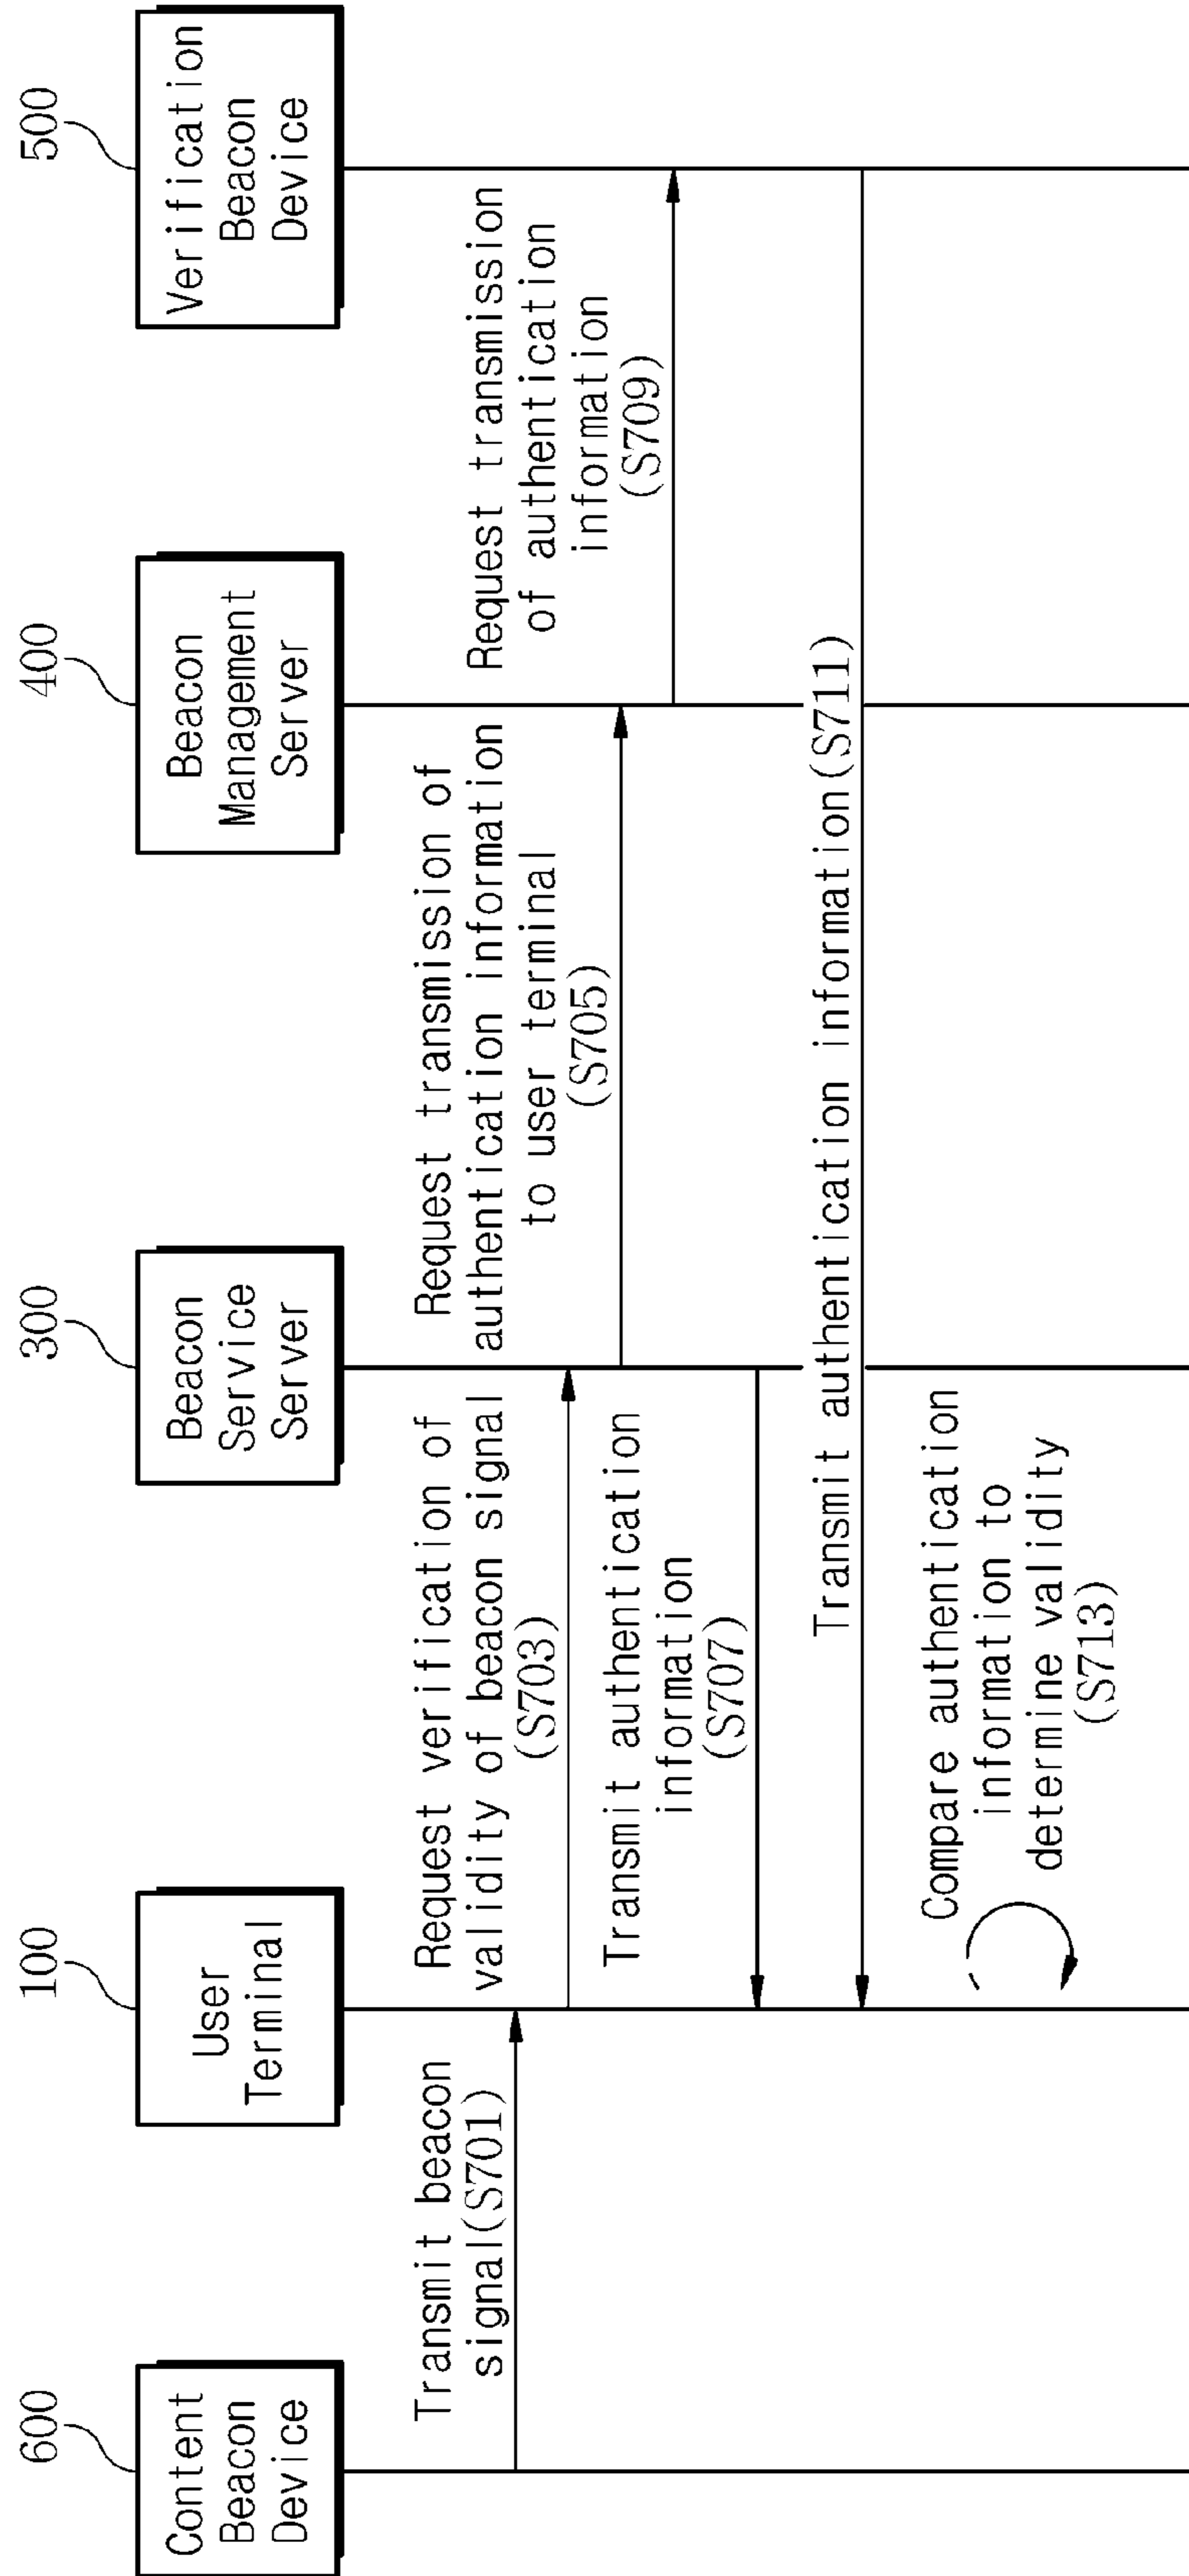 600
Content
Beacon
Device
100
User
Terminal
300
Beacon
Service
Server
400
Beacon
Management
Server
500
Verification
Beacon
Device
Transmit beacon
signal(S701)
Request verification of
validity of beacon signal
(S703)
Request transmission of
authentication information
to user terminal
(S705)
Transmit authentication
information
(S707)
Request transmission
of authentication
information
(S709)
Transmit authentication information(S711)
Compare authentication
information to
determine validity
(S713)